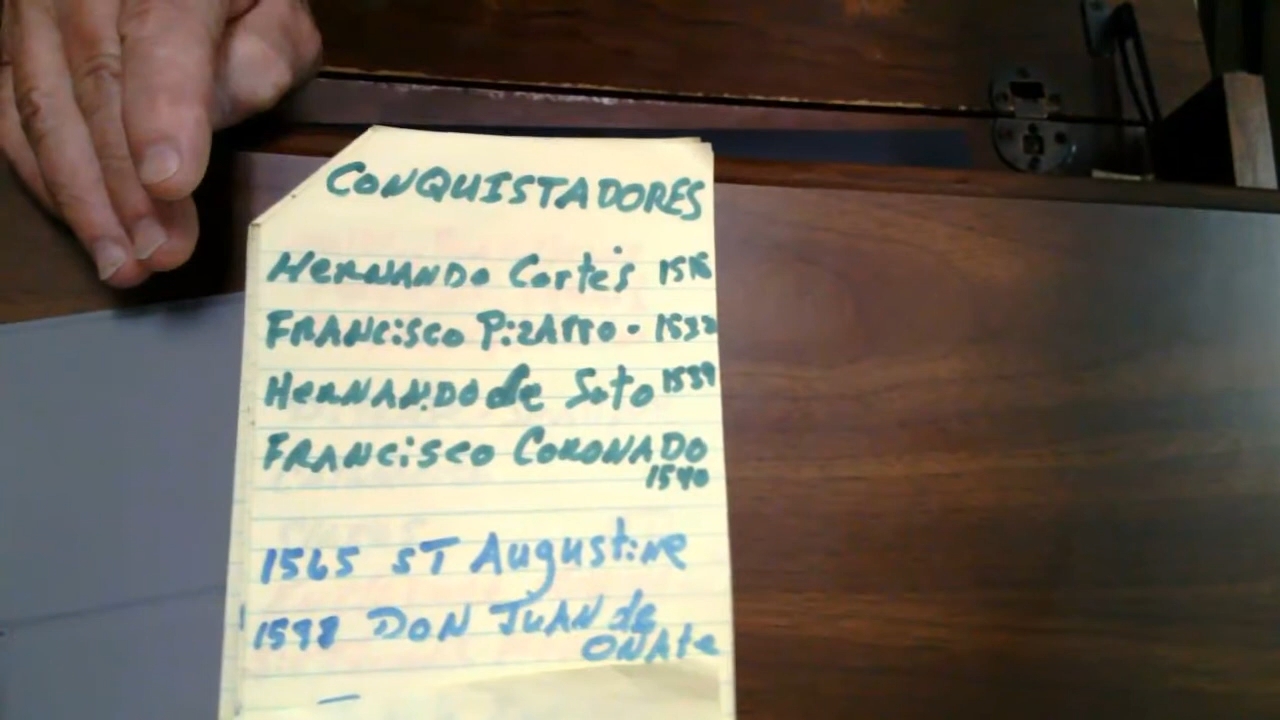 CONQUISTADORES
HERNANDO Cortes 1518
FRANCISCO PIZARRO - 1532
HERNANDO de Soto 1539
FRANCISCO CORONADO
1540
1565 ST Augustine
1598 DON JUAN de
ONAte